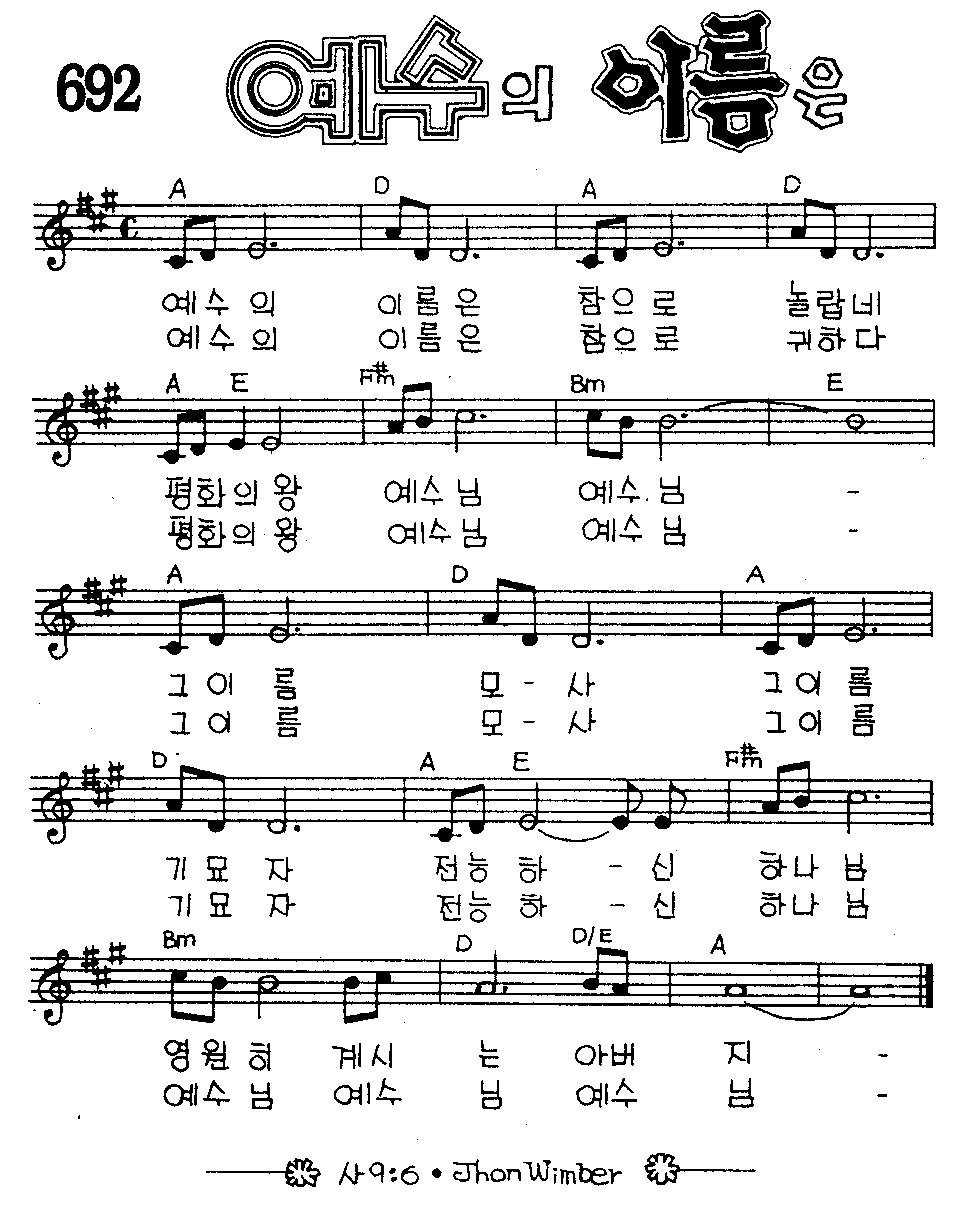 692 예수의 이름은
A D A D
예수의 이름은 참으로 놀랍네
예수의 이름은 참으로 귀하다
A E F#m Bm E
평화의 왕 예수님 예수님 -
평화의 왕 예수님 예수님 -
A D A
그이름 모-사 그이름
그이름 모-사 그이름
D A E F#m
기묘자 전능하-신 하나님
기묘자 전능하-신 하나님
Bm D D/E A
영원히 계시는 아버지 -
예수님 예수님 예수님 -
사9:6 • Jhon Wimber